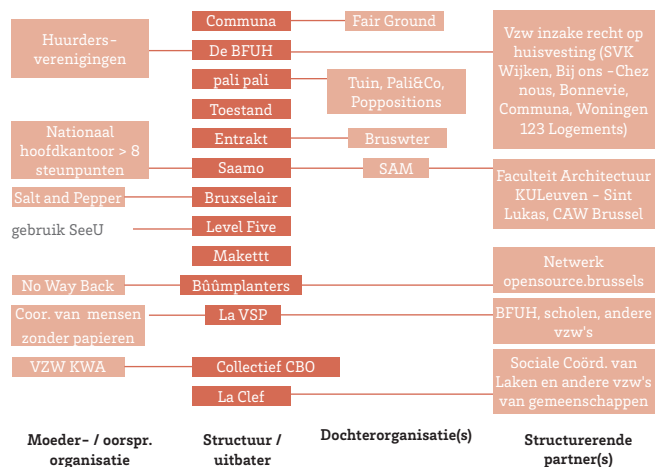 Communa
Fair Ground
Huurders-
verenigingen
De BFUH
Vzw inzake recht op
huisvesting (SVK
Wijken, Bij ons –Chez
nous, Bonnevie,
Communa, Woningen
123 Logements)
pali pali
Tuin, Pali&Co,
Poppositions
Toestand
Nationaal
hoofdkantoor > 8
steunpunten
Entrakt
Bruswter
Saamo
SAM
Faculteit Architectuur
KULeuven – Sint
Lukas, CAW Brussel
Salt and Pepper
Bruxselair
gebruik SeeU
Level Five
Makettt
Netwerk
opensource.brussels
No Way Back
Bûûmplanters
Coor. van mensen
zonder papieren
La VSP
BFUH, scholen, andere
vzw's
VZW KWA
Collectief CBO
Sociale Coörd. van
Laken en andere vzw's
van gemeenschappen
La Clef
Moeder- / oorspr.
organisatie
Structuur /
uitbater
Dochterorganisatie(s)
Structurerende
partner(s)